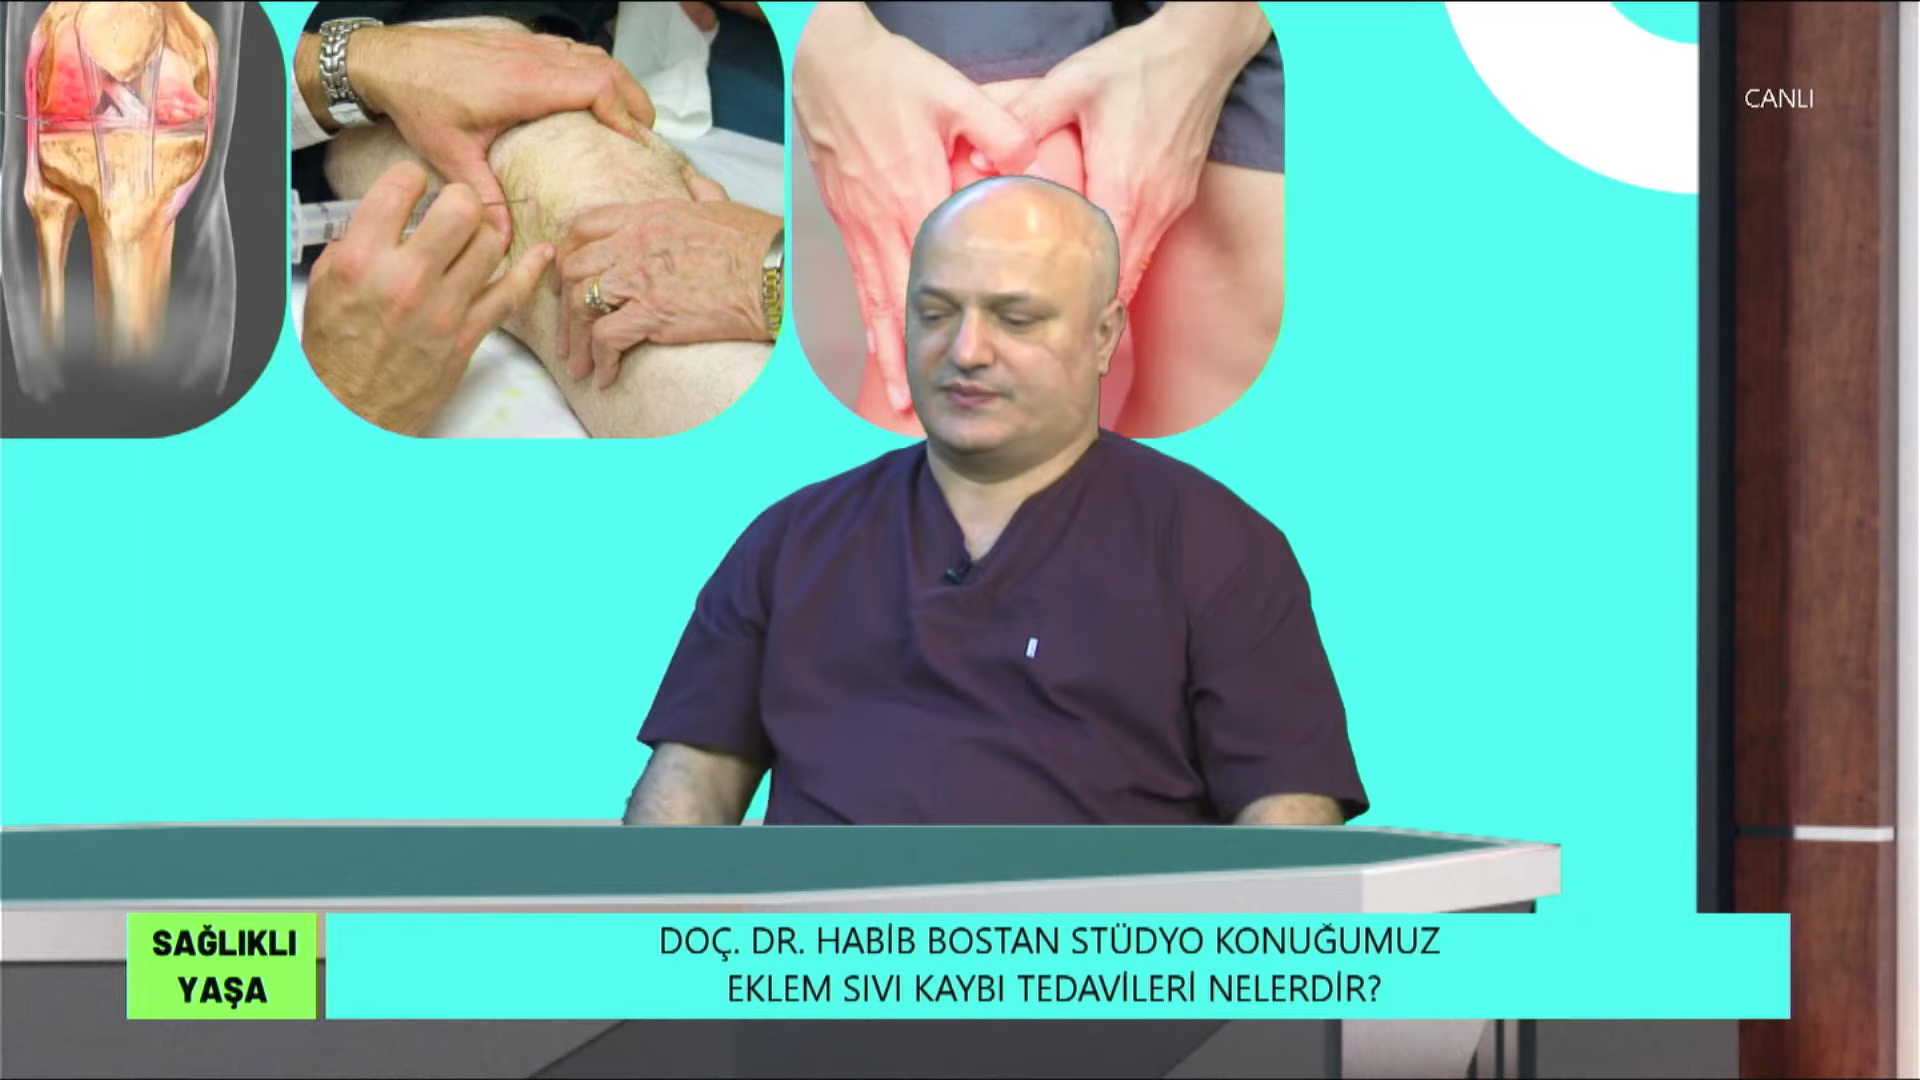 CANLI
SAĞLIKLI
YAŞA
DOÇ. DR. HABİB BOSTAN STÜDYO KONUĞUMUZ
EKLEM SIVI KAYBI TEDAVİLERİ NELERDİR?